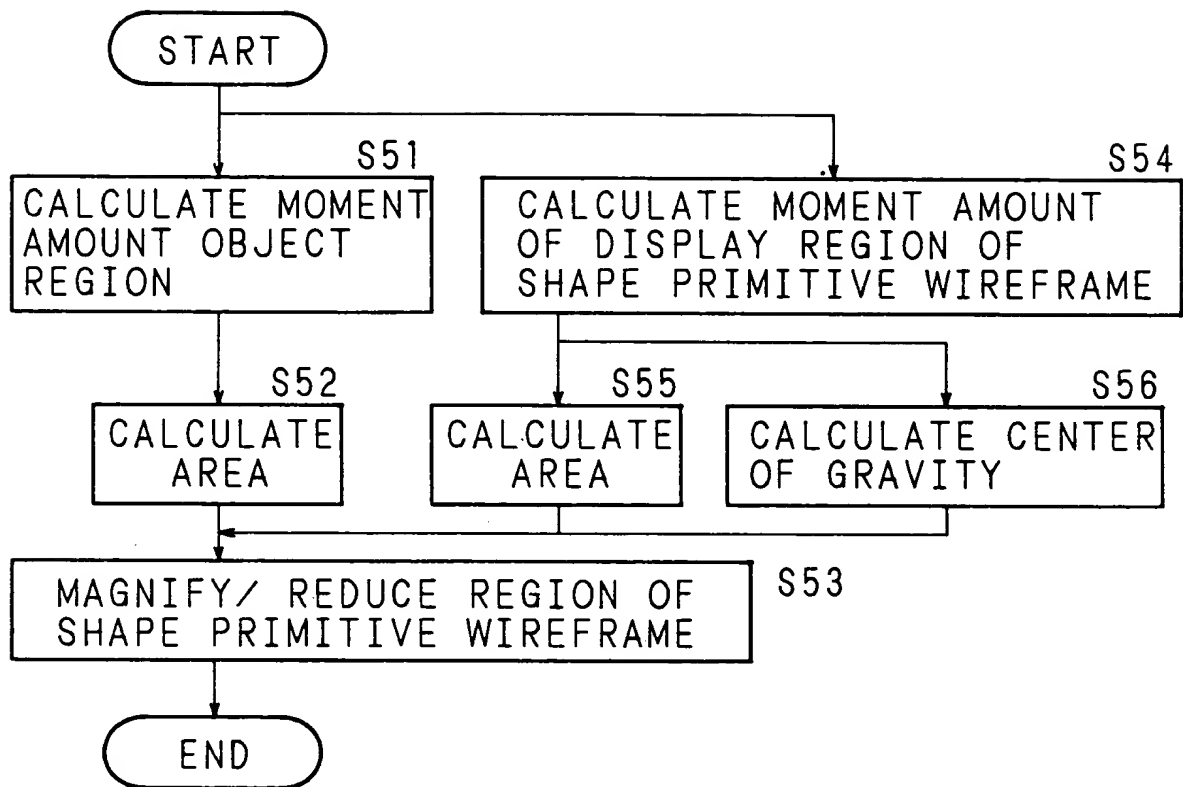 START
S51
CALCULATE MOMENT
AMOUNT OBJECT
REGION
S54
CALCULATE MOMENT AMOUNT
OF DISPLAY REGION OF
SHAPE PRIMITIVE WIREFRAME
S52
CALCULATE
AREA
S55
CALCULATE
AREA
S56
CALCULATE CENTER
OF GRAVITY
MAGNIFY/ REDUCE REGION OF
SHAPE PRIMITIVE WIREFRAME
S53
END